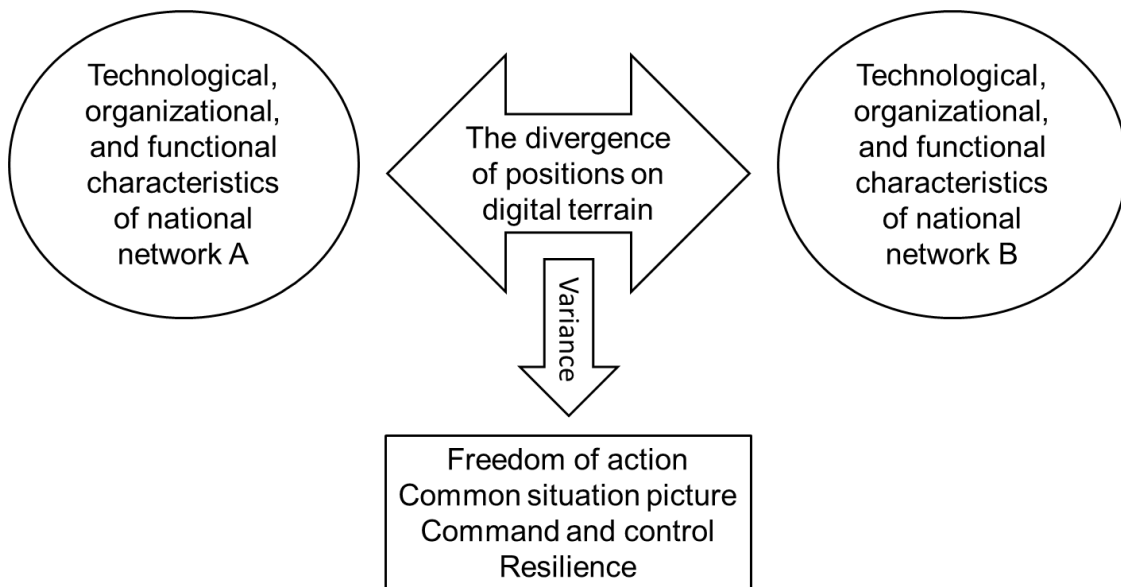 Technological,
organizational,
and functional
characteristics
of national
network A
The divergence
of positions on
digital terrain
Technological,
organizational,
and functional
characteristics
of national
network B
Variance
Freedom of action
Common situation picture
Command and control
Resilience